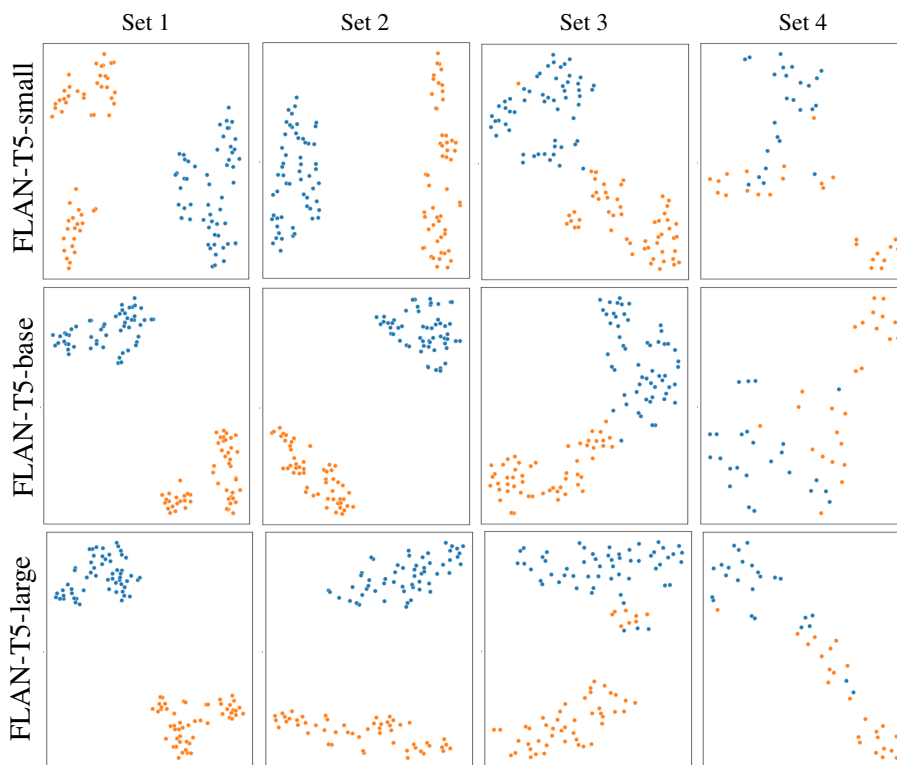 Set 1
Set 2
Set 3
Set 4
FLAN-T5-small
FLAN-T5-base
FLAN-T5-large